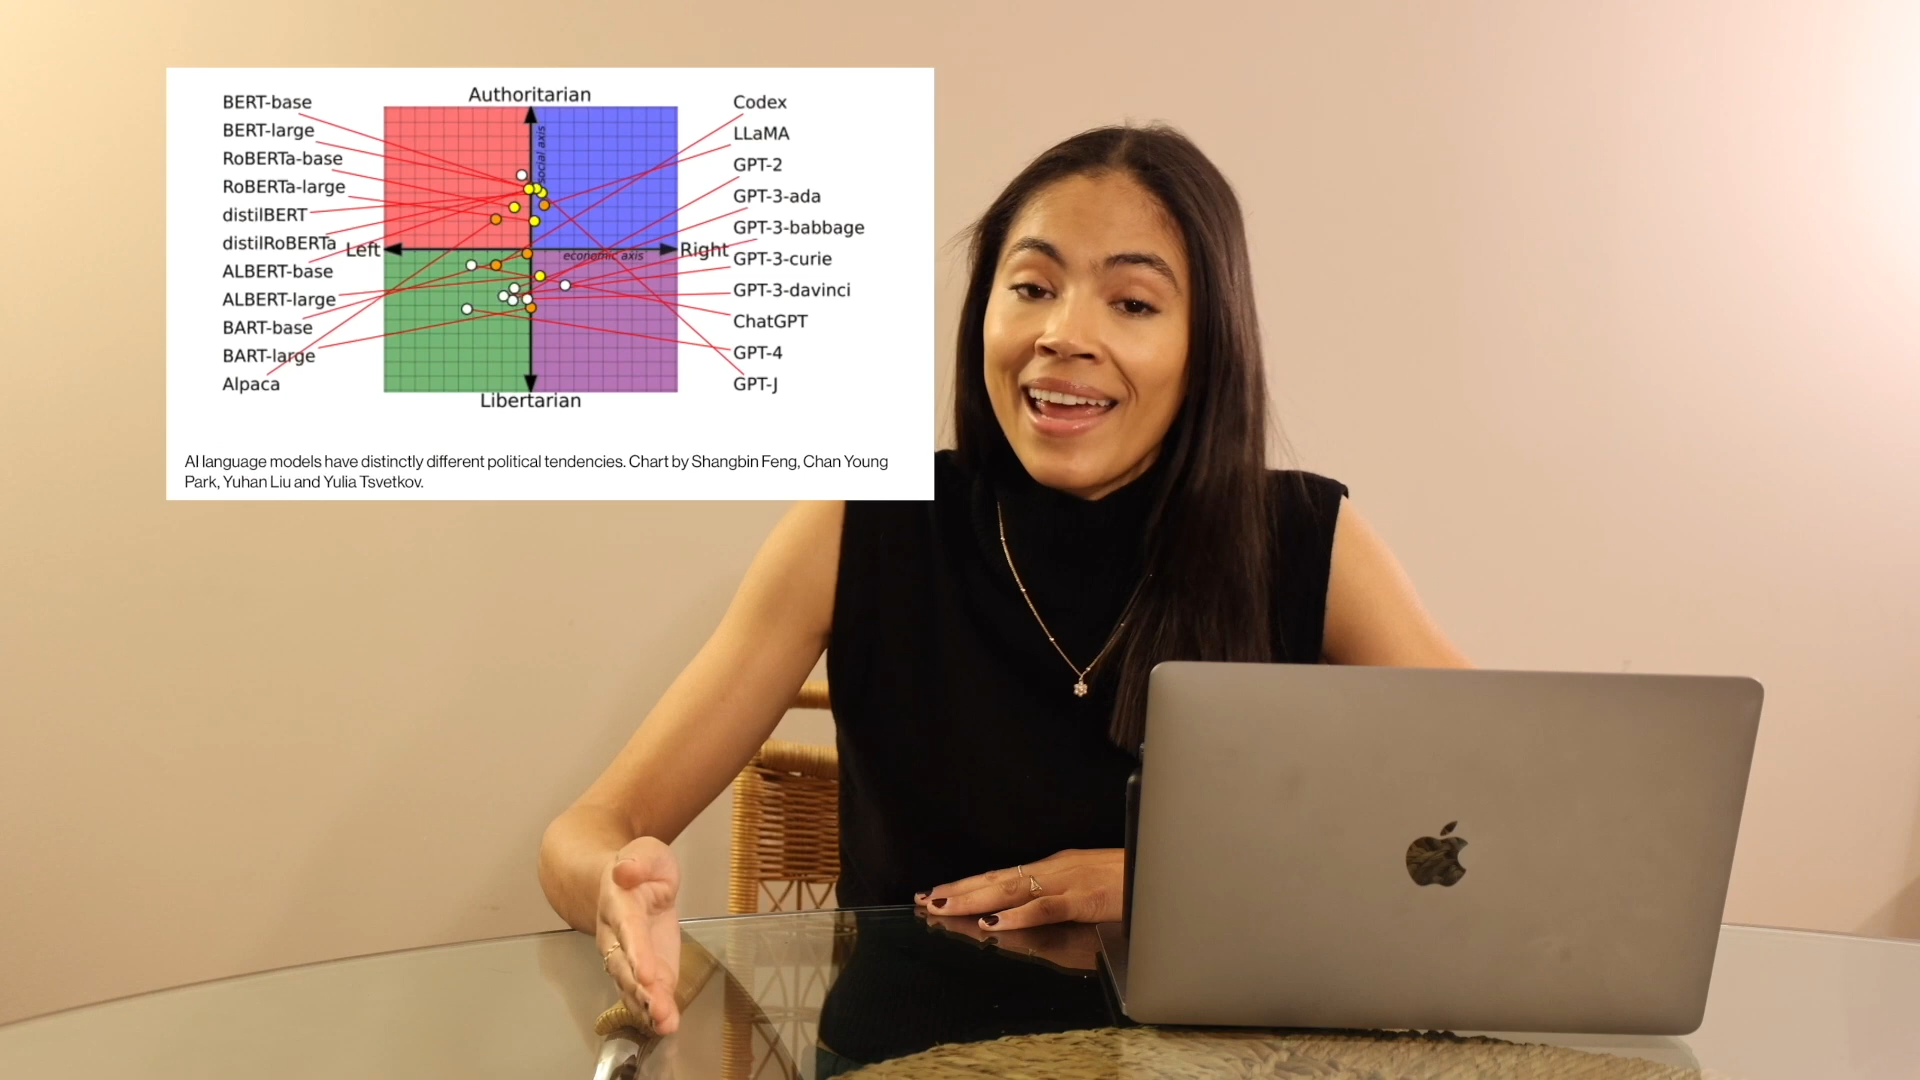 Authoritarian
BERT-base
BERT-large
RoBERTa-base
RoBERTa-large
distilBERT
distilRoBERTa
ALBERT-base
ALBERT-large
BART-base
BART-large
Alpaca
social axis
Left
Right
economic axis
Libertarian
Codex
LLaMA
GPT-2
GPT-3-ada
GPT-3-babbage
GPT-3-curie
GPT-3-davinci
ChatGPT
GPT-4
GPT-J
AI language models have distinctly different political tendencies. Chart by Shangbin Feng, Chan Young
Park, Yuhan Liu and Yulia Tsvetkov.